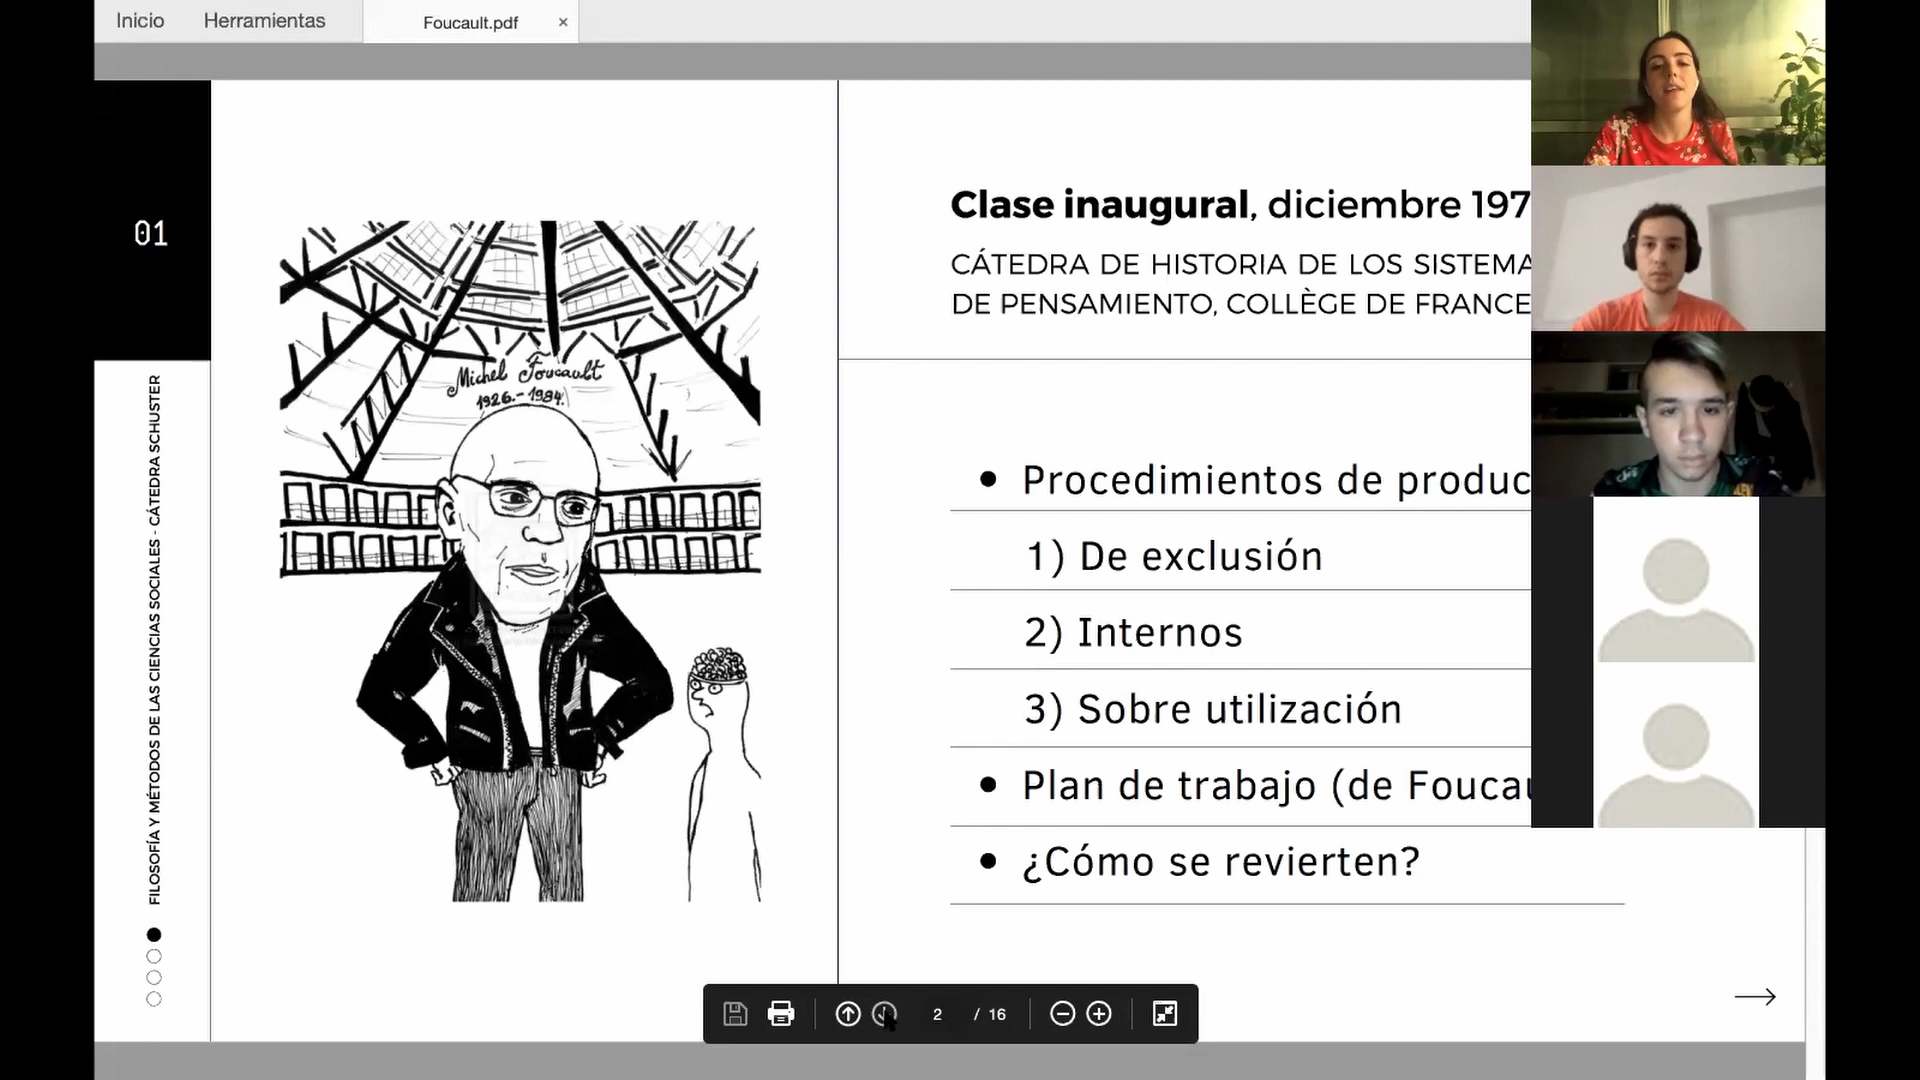 Inicio
Herramientas
Foucault.pdf
×
01
FILOSOFÍA Y MÉTODOS DE LAS CIENCIAS SOCIALES - CÁTEDRA SCHUSTER
Michel Foucault
1926.-1984.
Clase inaugural, diciembre 197
CÁTEDRA DE HISTORIA DE LOS SISTEMA
DE PENSAMIENTO, COLLÈGE DE FRANCE
• Procedimientos de produc
1) De exclusión
2) Internos
3) Sobre utilización
• Plan de trabajo (de Foucau
• ¿Cómo se revierten?
2 / 16